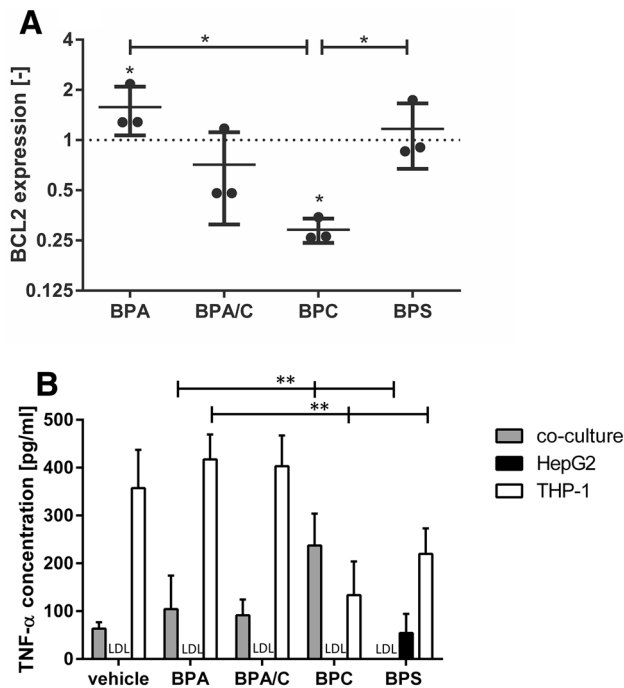 A
BCL2 expression [-]
4
2
1
0.5
0.25
0.125
*
*
*
*
BPA BPA/C BPC BPS
B
TNF-α concentration [pg/ml]
500
400
300
200
100
0
**
**
LDL LDL LDL LDL LDL
vehicle BPA BPA/C BPC BPS
co-culture
HepG2
THP-1